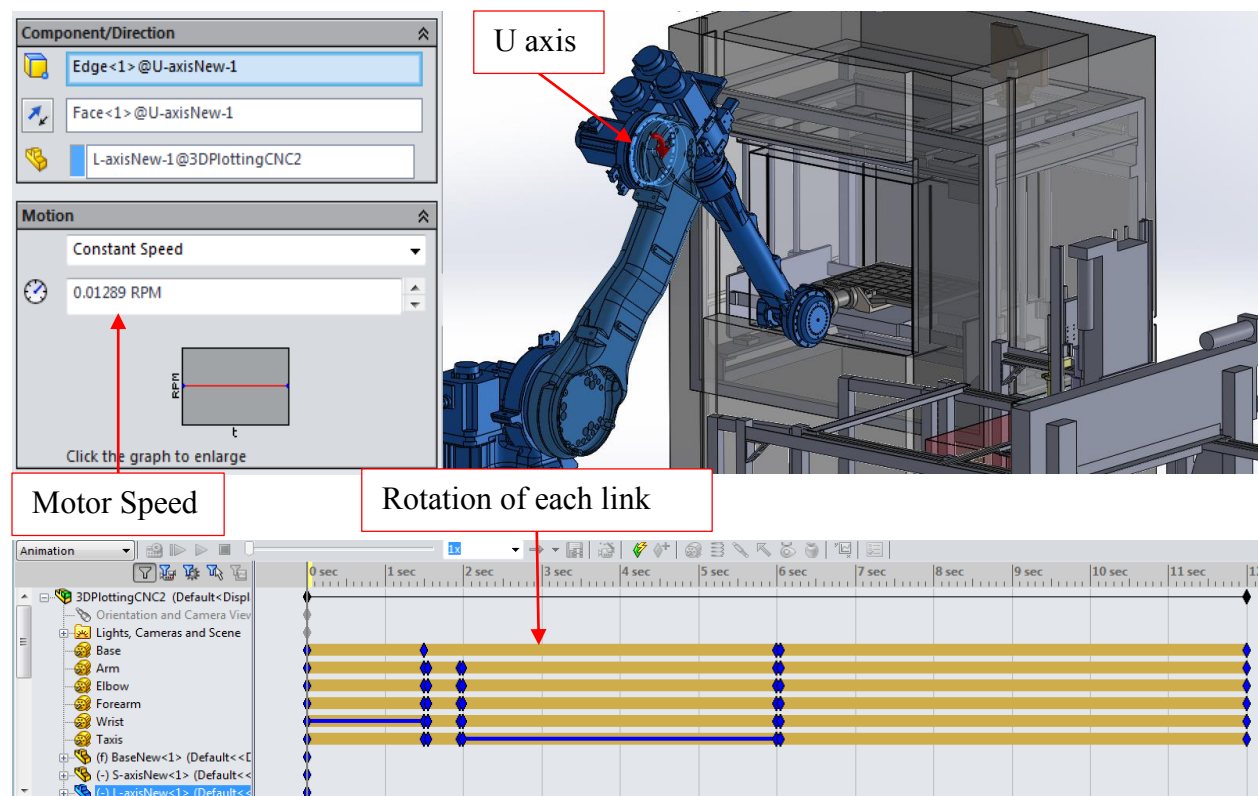 Component/Direction
Edge<1>@U-axisNew-1
Face<1>@U-axisNew-1
L-axisNew-1@3DPlottingCNC2
U axis
Motion
Constant Speed
0.01289 RPM
RPM
t
Click the graph to enlarge
Motor Speed
Rotation of each link
Animation
1x
0 sec 1 sec 2 sec 3 sec 4 sec 5 sec 6 sec 7 sec 8 sec 9 sec 10 sec 11 sec 12
3DPlottingCNC2 (Default<Displ
Orientation and Camera View
Lights, Cameras and Scene
Base
Arm
Elbow
Forearm
Wrist
Taxis
(f) BaseNew<1> (Default<<D
(-) S-axisNew<1> (Default<<
(-) L-axisNew<1> (Default<<